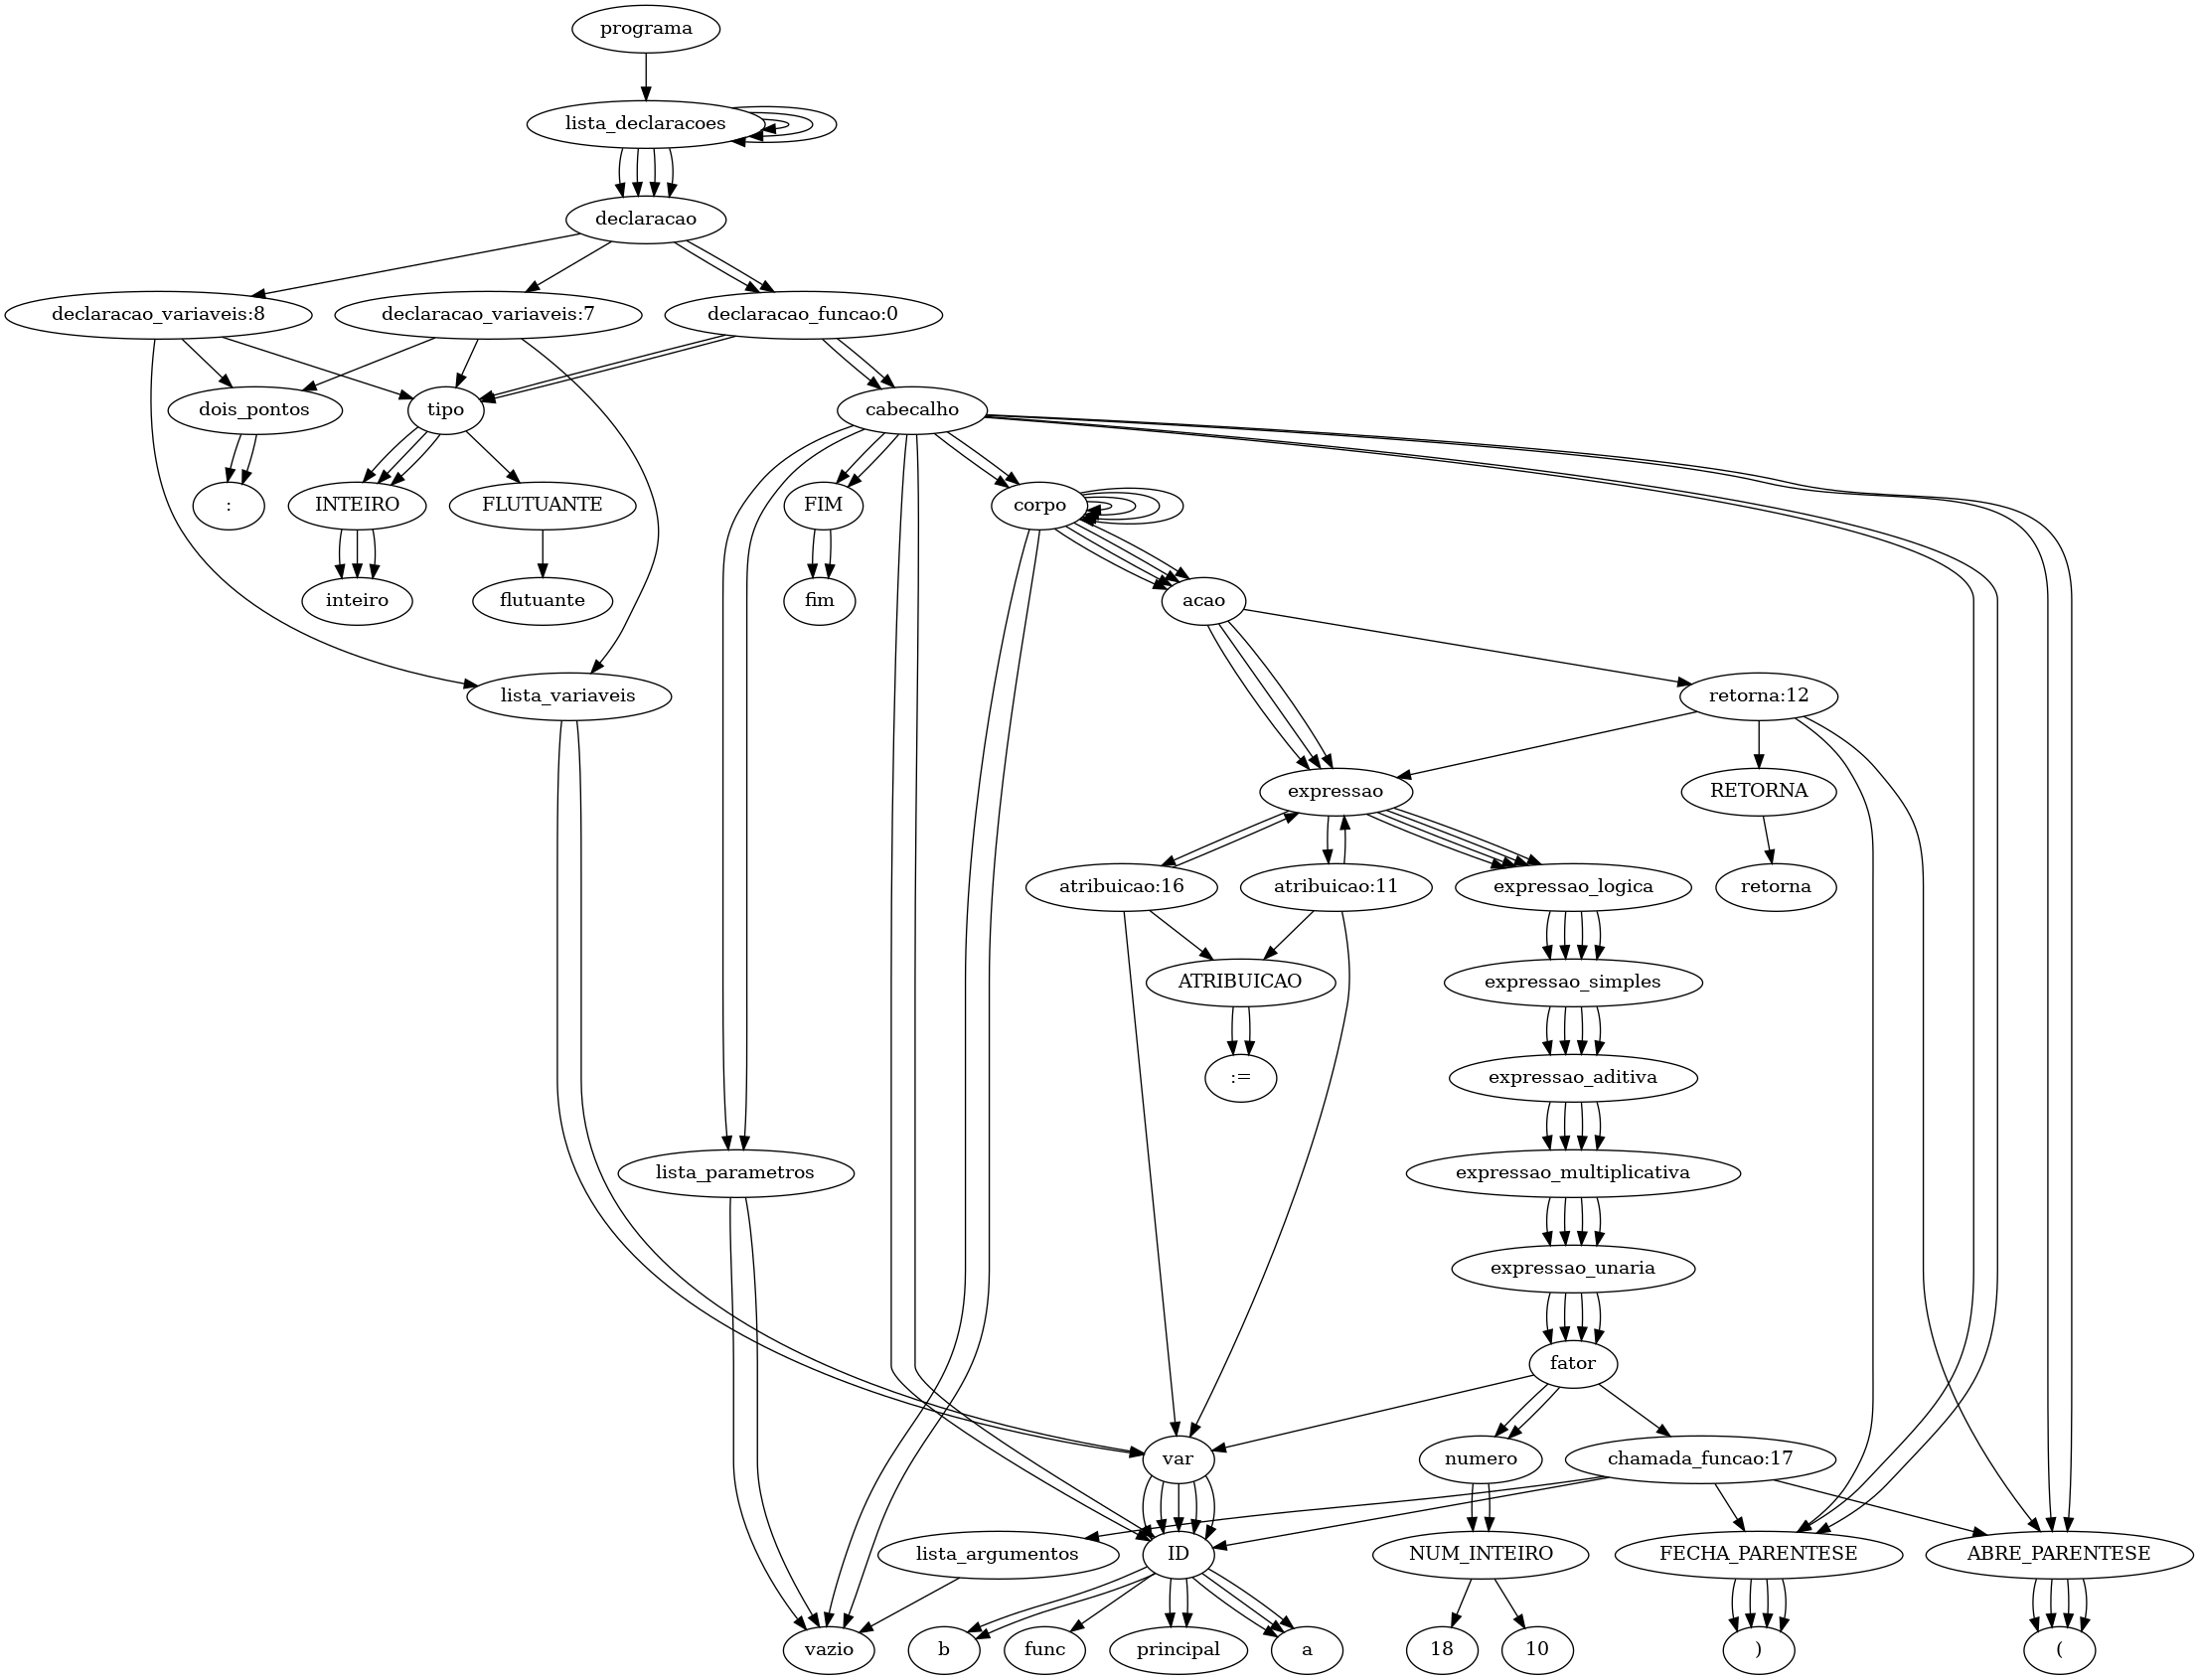 programa
lista_declaracoes
declaracao
declaracao_variaveis:8
declaracao_variaveis:7
declaracao_funcao:0
dois_pontos
tipo
cabecalho
:
INTEIRO
FLUTUANTE
FIM
corpo
inteiro
flutuante
fim
acao
lista_variaveis
retorna:12
expressao
RETORNA
atribuicao:16
atribuicao:11
expressao_logica
retorna
ATRIBUICAO
expressao_simples
:=
expressao_aditiva
lista_parametros
expressao_multiplicativa
expressao_unaria
fator
var
numero
chamada_funcao:17
lista_argumentos
ID
NUM_INTEIRO
FECHA_PARENTESE
ABRE_PARENTESE
vazio
b
func
principal
a
18
10
)
(